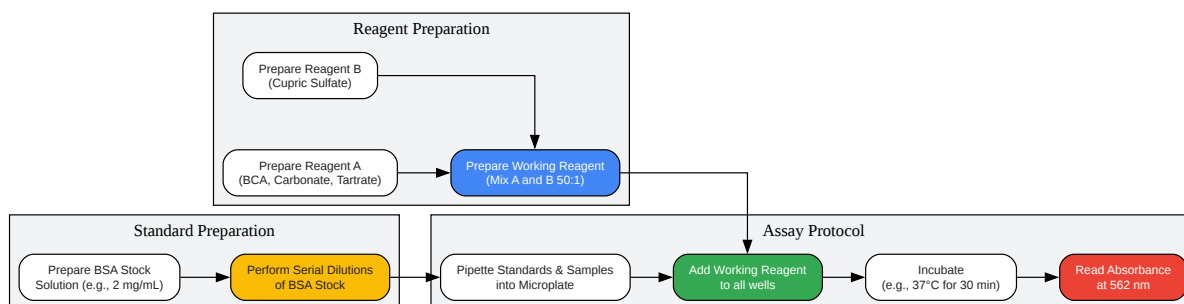 Reagent Preparation
Prepare Reagent B
(Cupric Sulfate)
Prepare Reagent A
(BCA, Carbonate, Tartrate)
Prepare Working Reagent
(Mix A and B 50:1)
Standard Preparation
Prepare BSA Stock
Solution (e.g., 2 mg/mL)
Perform Serial Dilutions
of BSA Stock
Assay Protocol
Pipette Standards & Samples
into Microplate
Add Working Reagent
to all wells
Incubate
(e.g., 37°C for 30 min)
Read Absorbance
at 562 nm